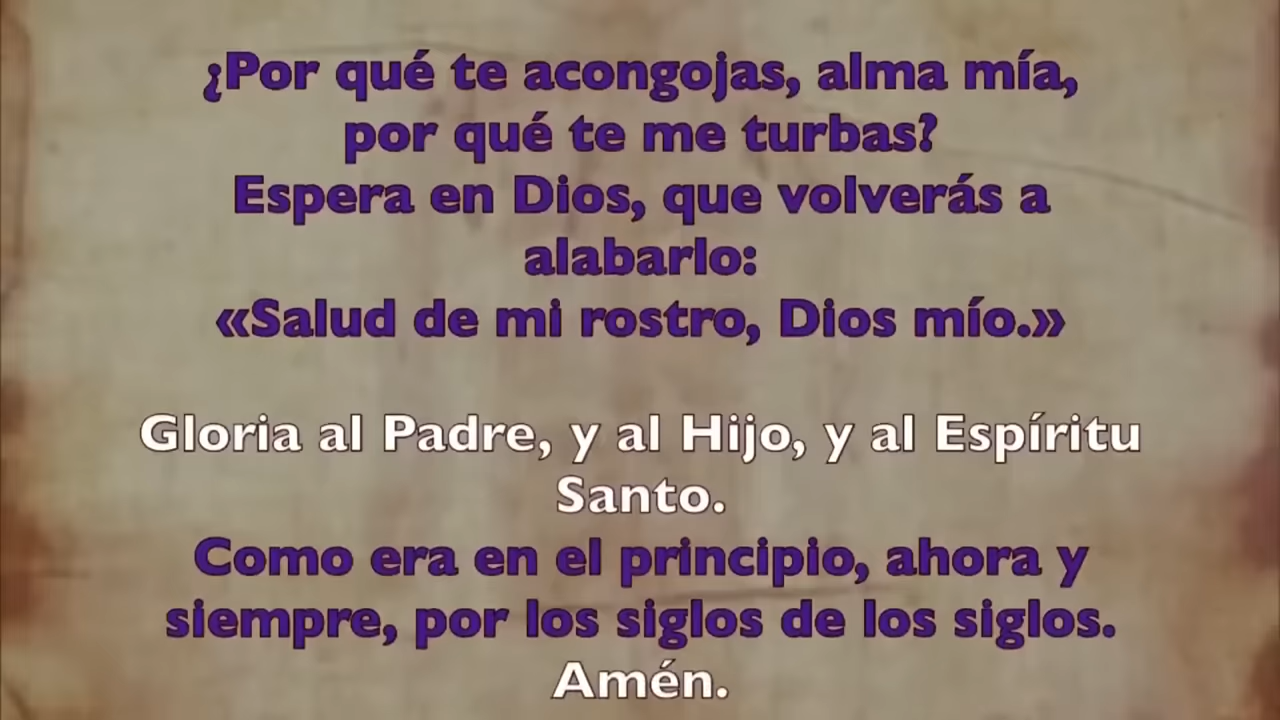 ¿Por qué te acongojas, alma mía,
por qué te me turbas?
Espera en Dios, que volverás a
alabarlo:
«Salud de mi rostro, Dios mío.»
Gloria al Padre, y al Hijo, y al Espíritu
Santo.
Como era en el principio, ahora y
siempre, por los siglos de los siglos.
Amén.